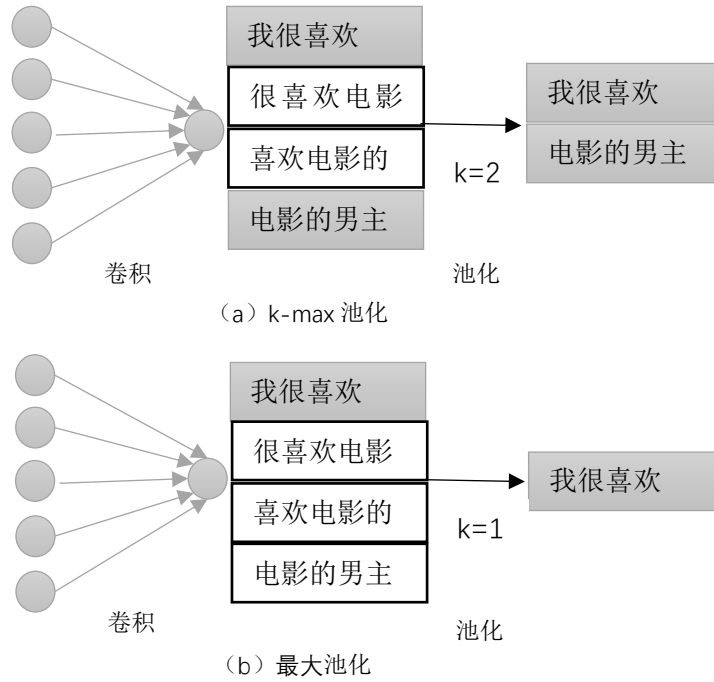 我很喜欢
很喜欢电影
喜欢电影的
电影的男主
k=2
我很喜欢
电影的男主
卷积
池化
（a）k-max 池化
我很喜欢
很喜欢电影
喜欢电影的
电影的男主
k=1
我很喜欢
卷积
池化
（b）最大池化